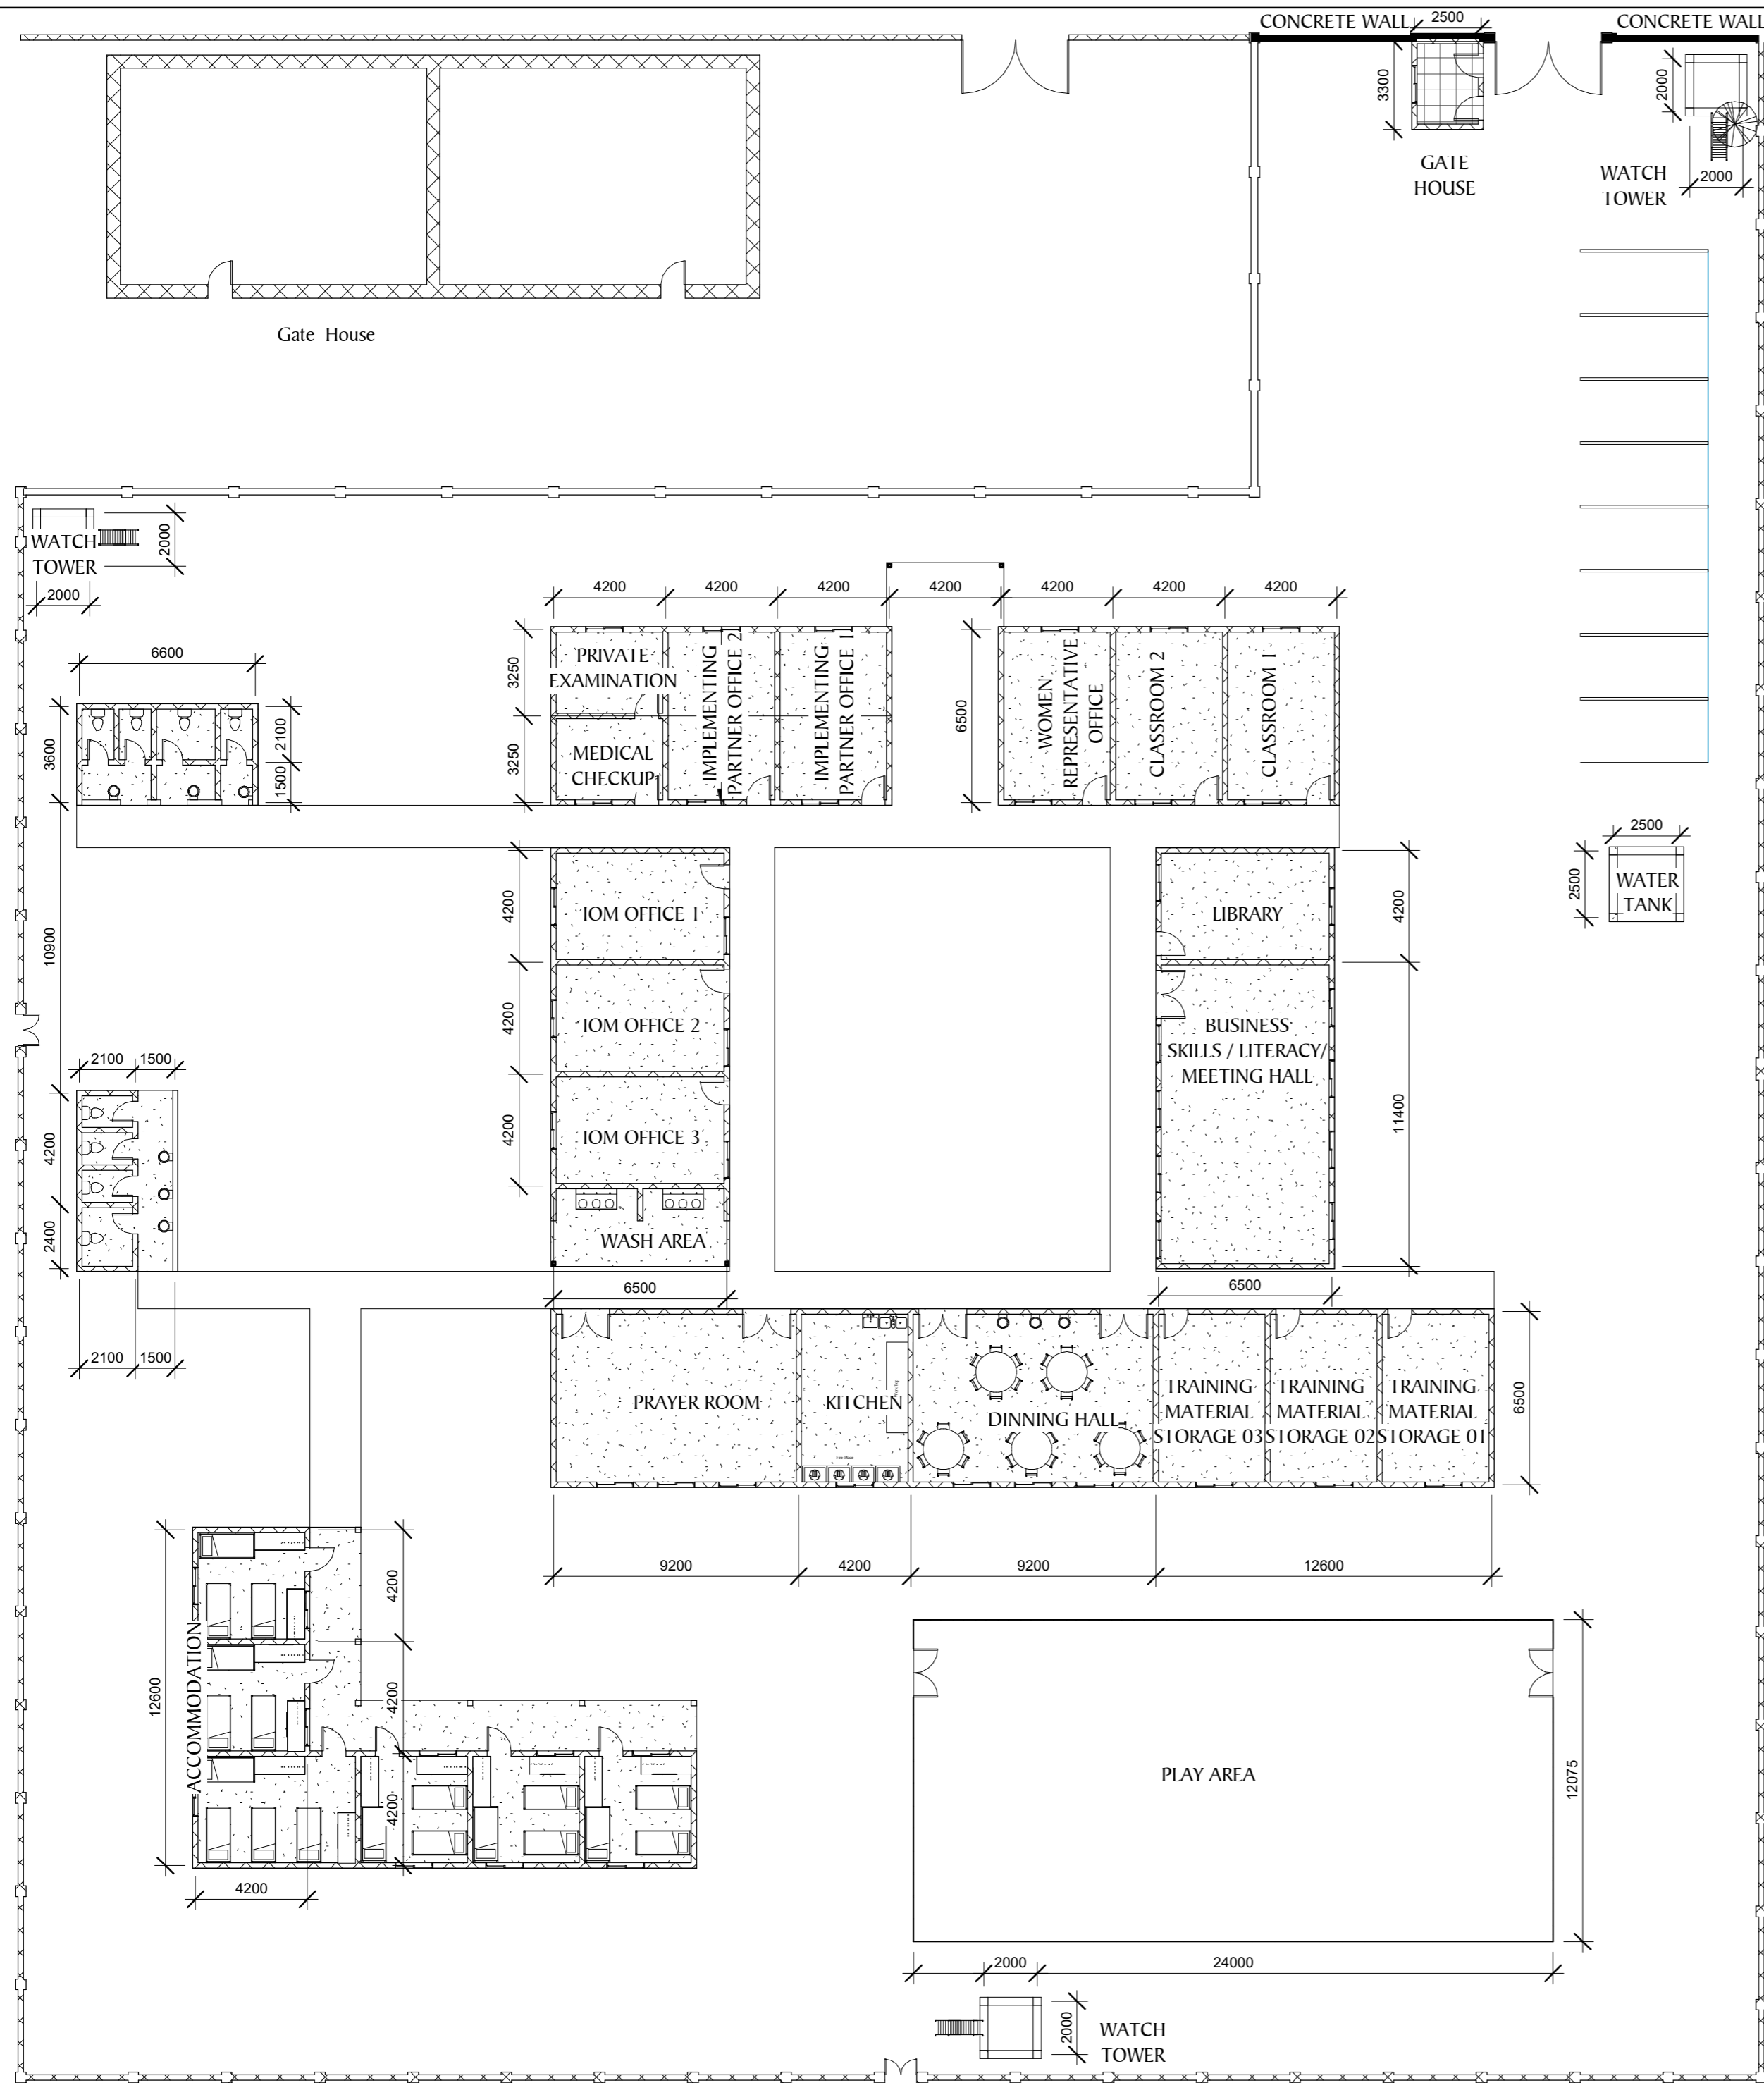 CONCRETE WALL
2500
CONCRETE WALL
3300
2000
GATE
HOUSE
WATCH
TOWER
2000
Gate House
WATCH
TOWER
2000
2000
4200
4200
4200
4200
4200
4200
4200
6600
3600
2100
1500
3250
3250
PRIVATE
EXAMINATION
MEDICAL
CHECKUP
IMPLEMENTING
PARTNER OFFICE 2
IMPLEMENTING
PARTNER OFFICE 1
6500
WOMEN
REPRESENTATIVE
OFFICE
CLASSROOM 2
CLASSROOM 1
2500
2500
WATER
TANK
10900
4200
IOM OFFICE 1
LIBRARY
4200
4200
IOM OFFICE 2
BUSINESS
SKILLS / LITERACY/
MEETING HALL
11400
2100
1500
4200
2400
4200
IOM OFFICE 3
WASH AREA
6500
6500
2100
1500
PRAYER ROOM
KITCHEN
DINNING HALL
TRAINING
MATERIAL
STORAGE 03
TRAINING
MATERIAL
STORAGE 02
TRAINING
MATERIAL
STORAGE 01
6500
9200
4200
9200
12600
12600
ACCOMMODATION
4200
4200
4200
4200
PLAY AREA
12075
2000
24000
2000
WATCH
TOWER